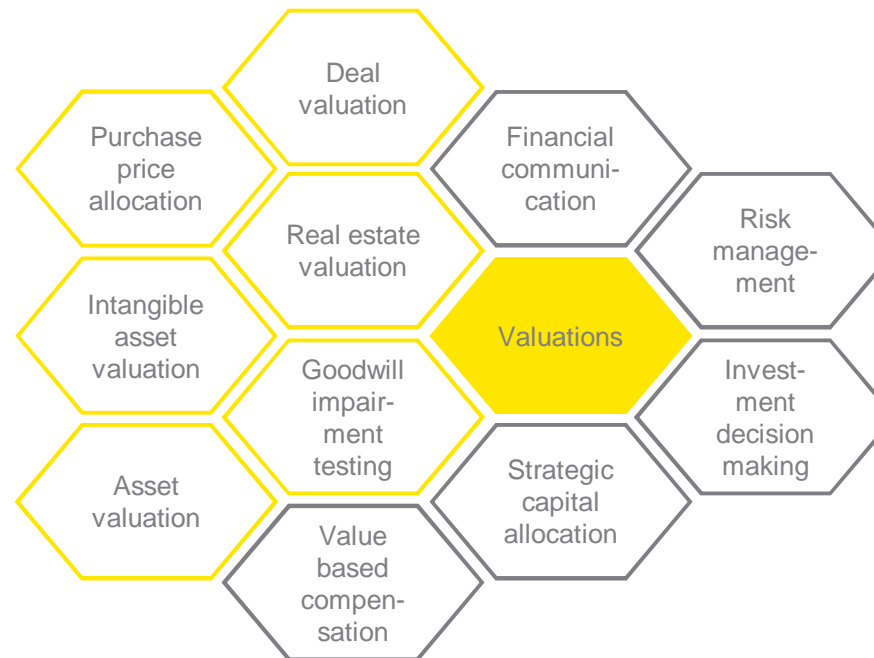 Deal
valuation
Purchase
price
allocation
Financial
communi-
cation
Real estate
valuation
Risk
manage-
ment
Intangible
asset
valuation
Valuations
Goodwill
impair-
ment
testing
Invest-
ment
decision
making
Asset
valuation
Strategic
capital
allocation
Value
based
compen-
sation